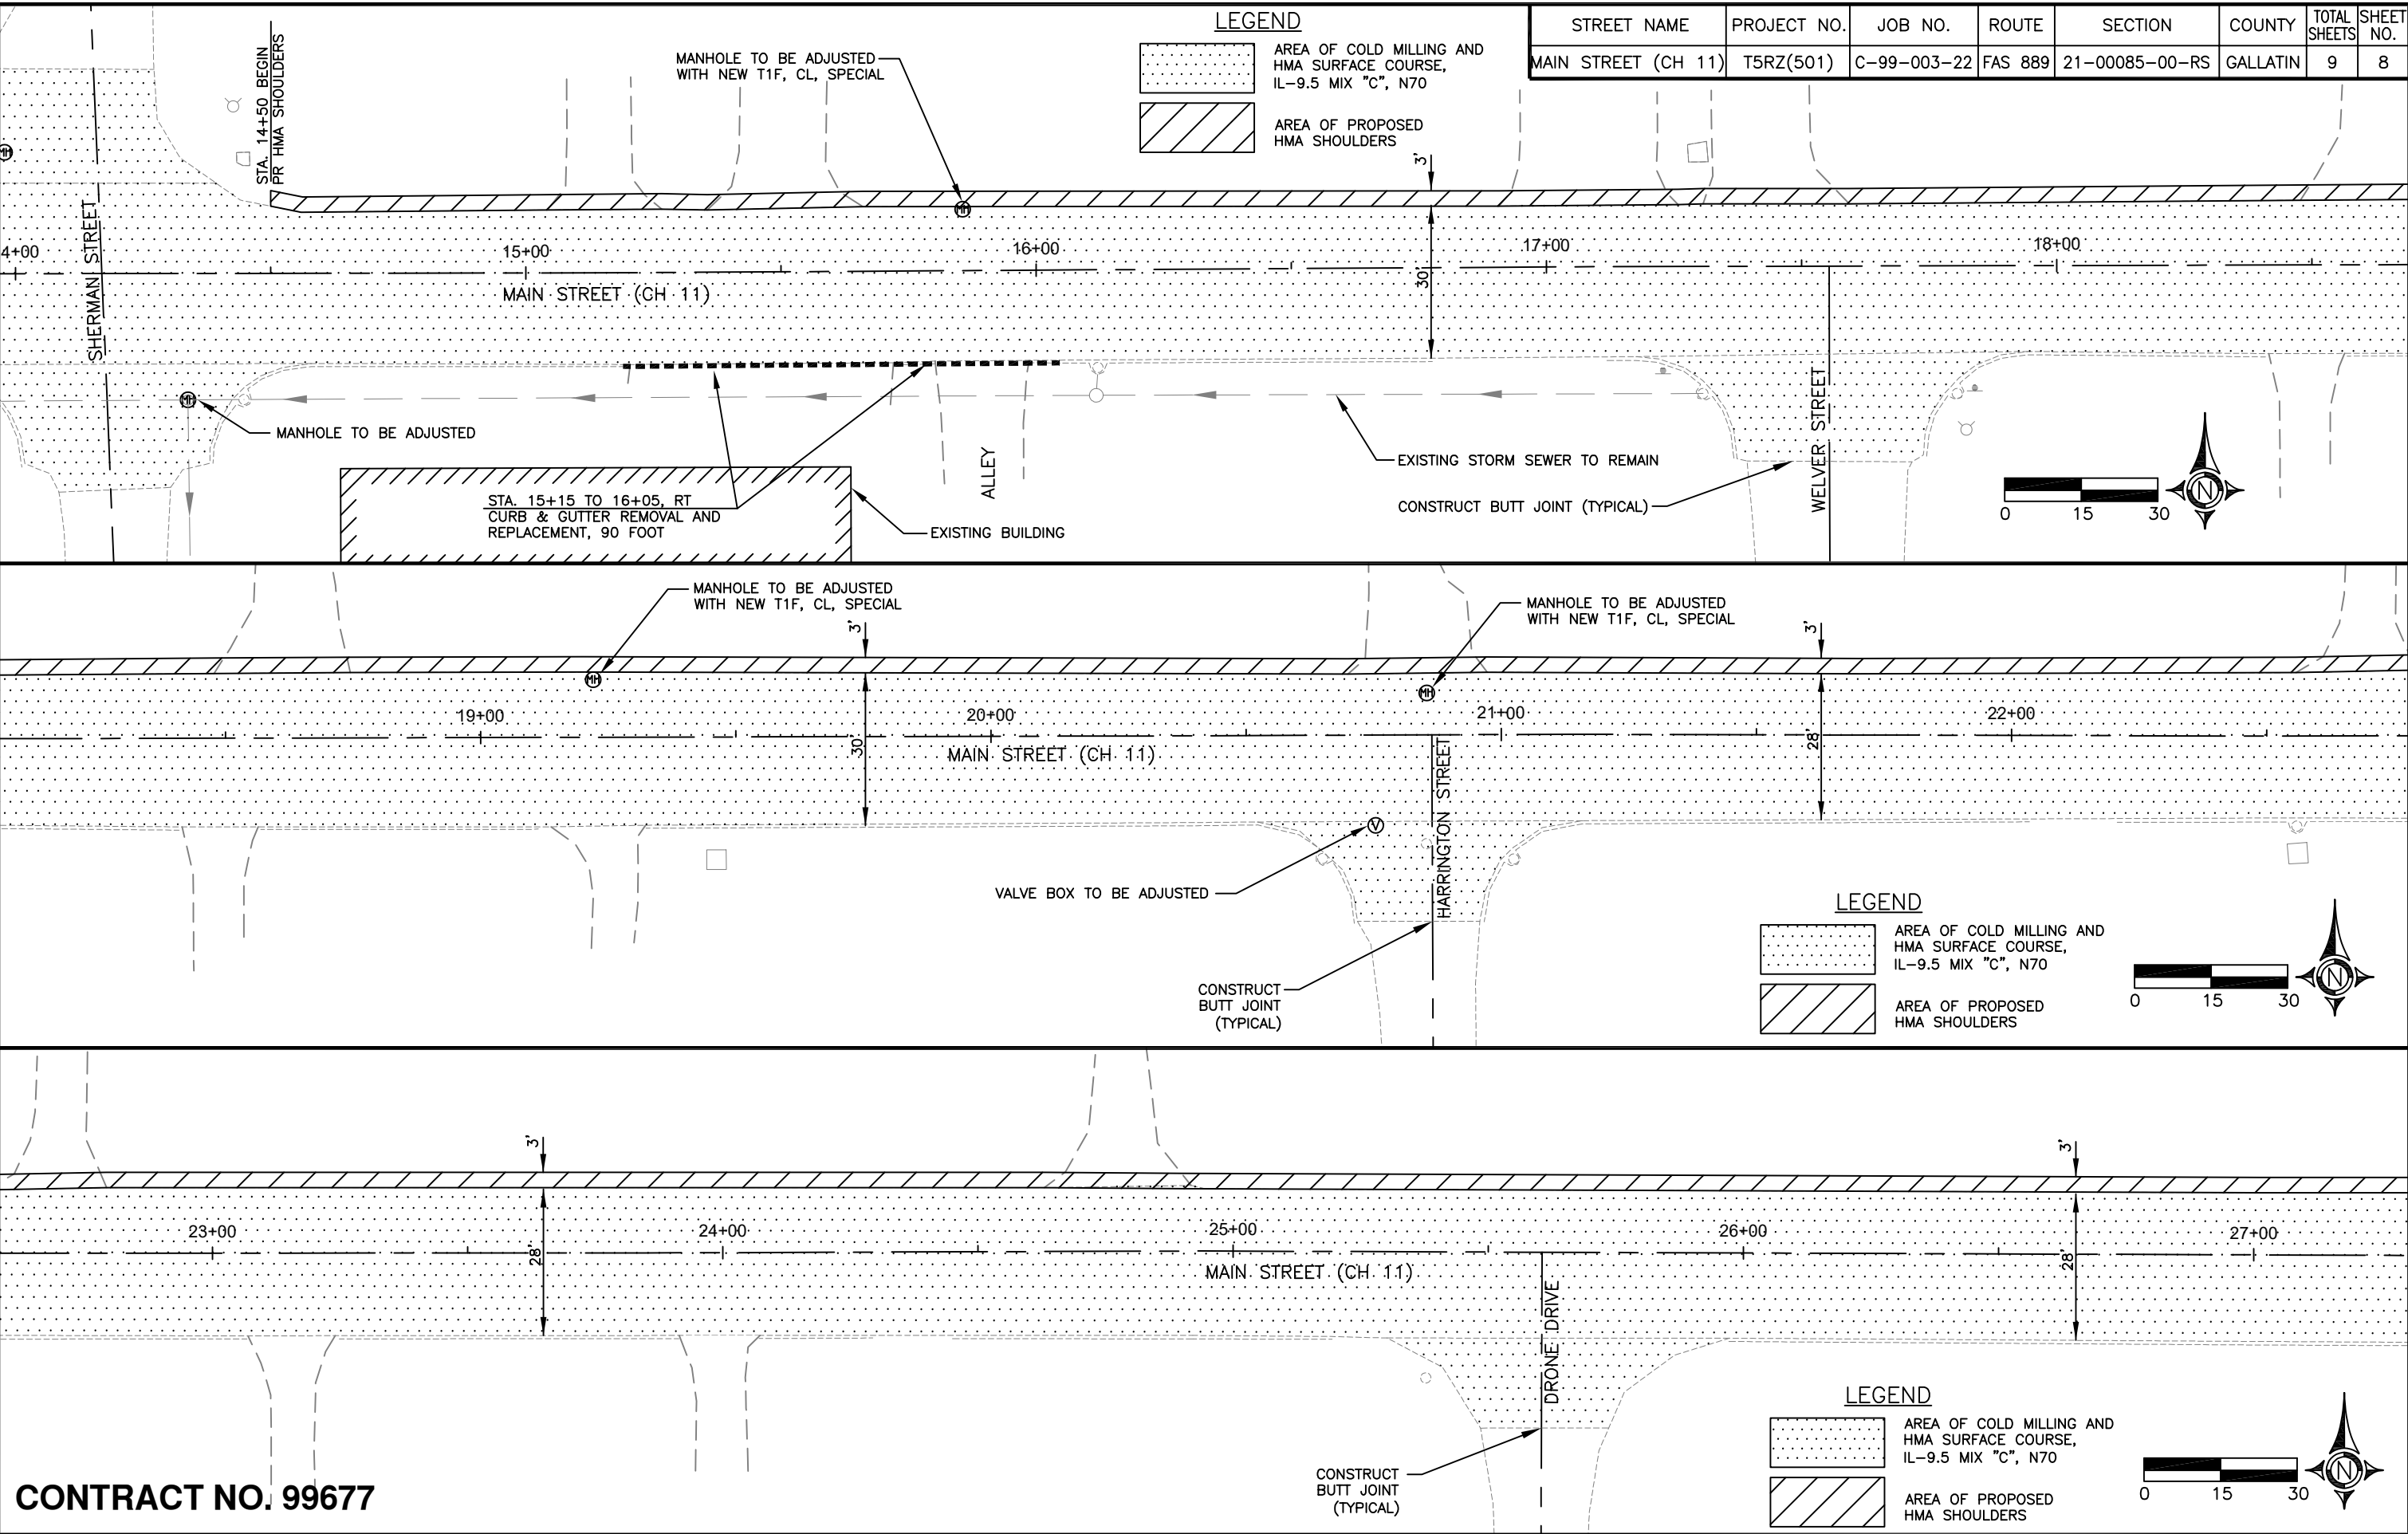 LEGEND
AREA OF COLD MILLING AND
HMA SURFACE COURSE,
IL-9.5 MIX "C", N70
AREA OF PROPOSED
HMA SHOULDERS
STREET NAME PROJECT NO. JOB NO. ROUTE SECTION COUNTY TOTAL SHEETS SHEET NO.
MAIN STREET (CH 11) T5RZ(501) C-99-003-22 FAS 889 21-00085-00-RS GALLATIN 9 8
STA. 14+50 BEGIN
PR HMA SHOULDERS
MANHOLE TO BE ADJUSTED
WITH NEW T1F, CL, SPECIAL
MH
MH
3'
SHERMAN STREET
4+00
15+00
16+00
17+00
18+00
MAIN STREET (CH 11)
30'
MH
MANHOLE TO BE ADJUSTED
ALLEY
WELVER STREET
EXISTING STORM SEWER TO REMAIN
STA. 15+15 TO 16+05, RT
CURB & GUTTER REMOVAL AND
REPLACEMENT, 90 FOOT
CONSTRUCT BUTT JOINT (TYPICAL)
EXISTING BUILDING
N
0 15 30
MANHOLE TO BE ADJUSTED
WITH NEW T1F, CL, SPECIAL
3'
MANHOLE TO BE ADJUSTED
WITH NEW T1F, CL, SPECIAL
3'
MH
MH
19+00
20+00
21+00
22+00
30'
MAIN STREET (CH 11)
28'
HARRINGTON STREET
V
VALVE BOX TO BE ADJUSTED
CONSTRUCT
BUTT JOINT
(TYPICAL)
LEGEND
AREA OF COLD MILLING AND
HMA SURFACE COURSE,
IL-9.5 MIX "C", N70
AREA OF PROPOSED
HMA SHOULDERS
N
0 15 30
3'
3'
23+00
24+00
25+00
26+00
27+00
28'
MAIN STREET (CH 11)
28'
DRONE DRIVE
CONSTRUCT
BUTT JOINT
(TYPICAL)
LEGEND
AREA OF COLD MILLING AND
HMA SURFACE COURSE,
IL-9.5 MIX "C", N70
AREA OF PROPOSED
HMA SHOULDERS
N
0 15 30
CONTRACT NO. 99677